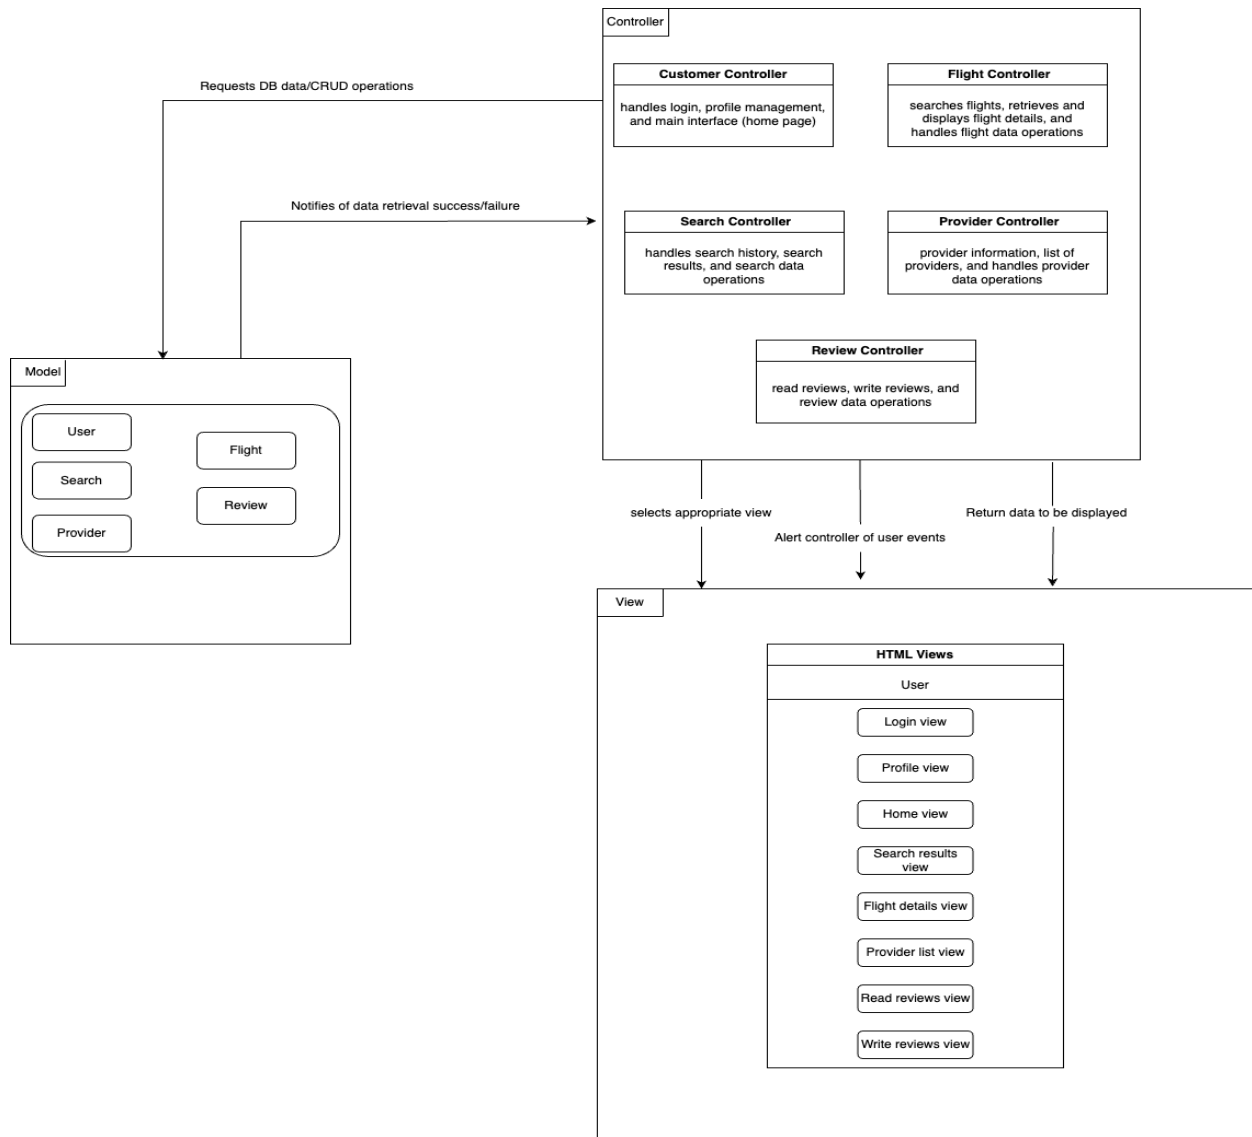 Controller
Customer Controller
handles login, profile management,
and main interface (home page)
Flight Controller
searches flights, retrieves and
displays flight details, and
handles flight data operations
Requests DB data/CRUD operations
Notifies of data retrieval success/failure
Search Controller
handles search history, search
results, and search data
operations
Provider Controller
provider information, list of
providers, and handles provider
data operations
Review Controller
read reviews, write reviews, and
review data operations
Model
User
Search
Provider
Flight
Review
selects appropriate view
Alert controller of user events
Return data to be displayed
View
HTML Views
User
Login view
Profile view
Home view
Search results
view
Flight details view
Provider list view
Read reviews view
Write reviews view